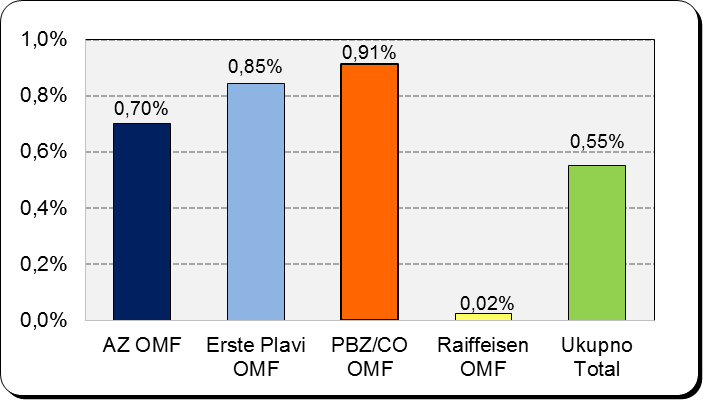 1,0%
0,8%
0,6%
0,4%
0,2%
0,0%
0,70%
0,85%
0,91%
0,02%
0,55%
AZ OMF
Erste Plavi
OMF
PBZ/CO
OMF
Raiffeisen
OMF
Ukupno
Total